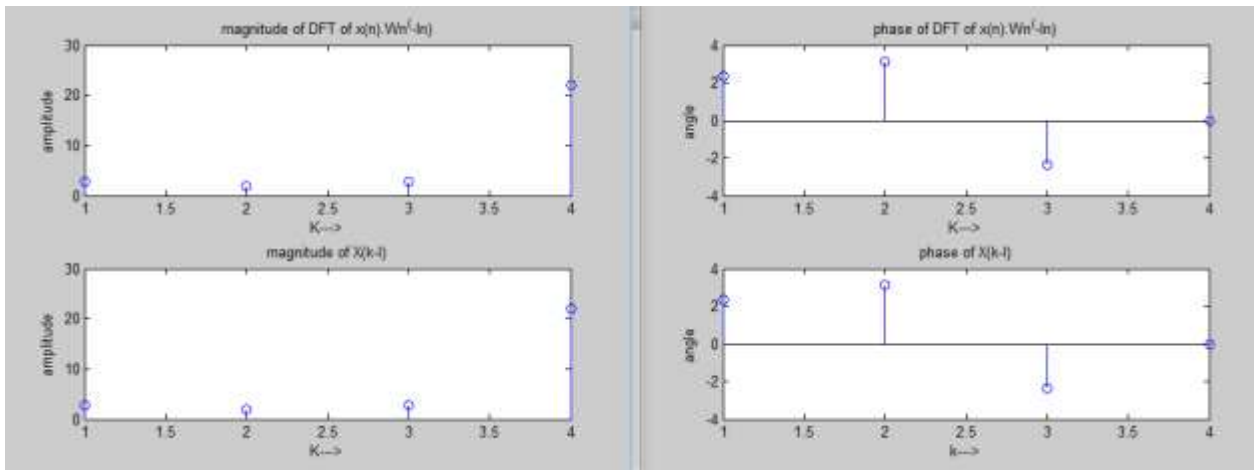 magnitude of DFT of x(n).Wn^(-ln)
30
20
10
0
amplitude
1 1.5 2 2.5 3 3.5 4
K--->
magnitude of X(k-l)
30
20
10
0
amplitude
1 1.5 2 2.5 3 3.5 4
K--->
phase of DFT of x(n).Wn^(-ln)
4
2
0
-2
-4
angle
1 1.5 2 2.5 3 3.5 4
K--->
phase of X(k-l)
4
2
0
-2
-4
angle
1 1.5 2 2.5 3 3.5 4
k--->